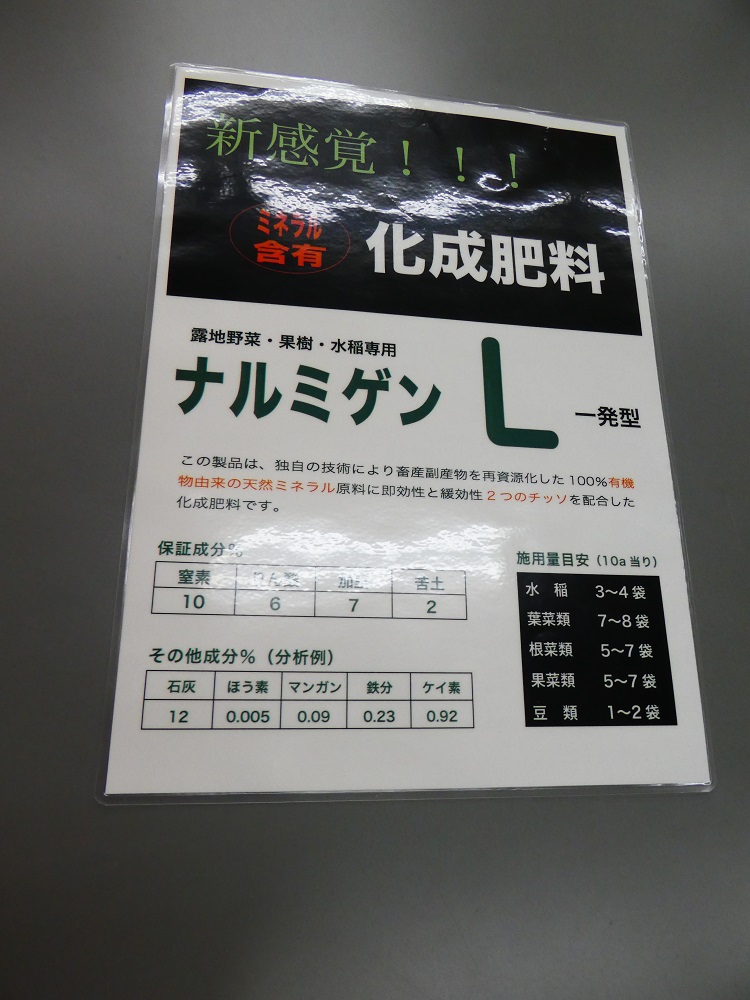 新感覚！！！
ミネラル
含有
化成肥料
露地野菜・果樹・水稲専用
ナルミゲン L 一発型
この製品は、独自の技術により畜産副産物を再資源化した100%有機
物由来の天然ミネラル原料に即効性と緩効性2つのチッソを配合した
化成肥料です。
保証成分%
窒素 りん酸 加里 苦土
10 6 7 2
その他成分%（分析例）
石灰 ほう素 マンガン 鉄分 ケイ素
12 0.005 0.09 0.23 0.92
施用量目安（10a当り）
水 稲 3〜4袋
葉菜類 7〜8袋
根菜類 5〜7袋
果菜類 5〜7袋
豆 類 1〜2袋